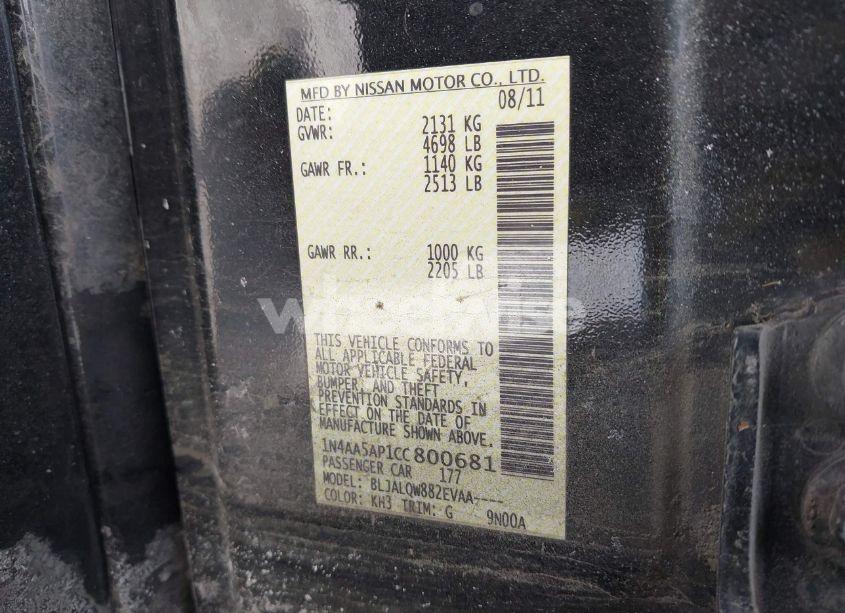 MFD BY NISSAN MOTOR CO., LTD.
DATE: 08/11
GVWR: 2131 KG
4698 LB
GAWR FR.: 1140 KG
2513 LB
GAWR RR.: 1000 KG
2205 LB
THIS VEHICLE CONFORMS TO
ALL APPLICABLE FEDERAL
MOTOR VEHICLE SAFETY,
BUMPER, AND THEFT
PREVENTION STANDARDS IN
EFFECT ON THE DATE OF
MANUFACTURE SHOWN ABOVE.
1N4AA5AP1CC800681
PASSENGER CAR 177
MODEL: BLJALQW882EVAA----
COLOR: KH3 TRIM: G 9N00A